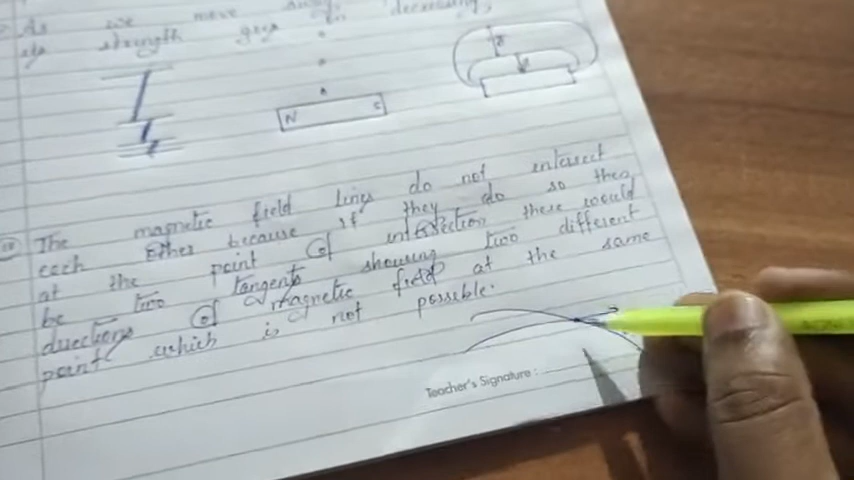 As we move away, decreasing,
its strength goes on
N S
The magnetic field lines do not intersect
each other because if they do so then
at the point of intersection there would
be two tangents showing two different
directions of magnetic field at the same
point which is not possible.
Teacher's Signature :